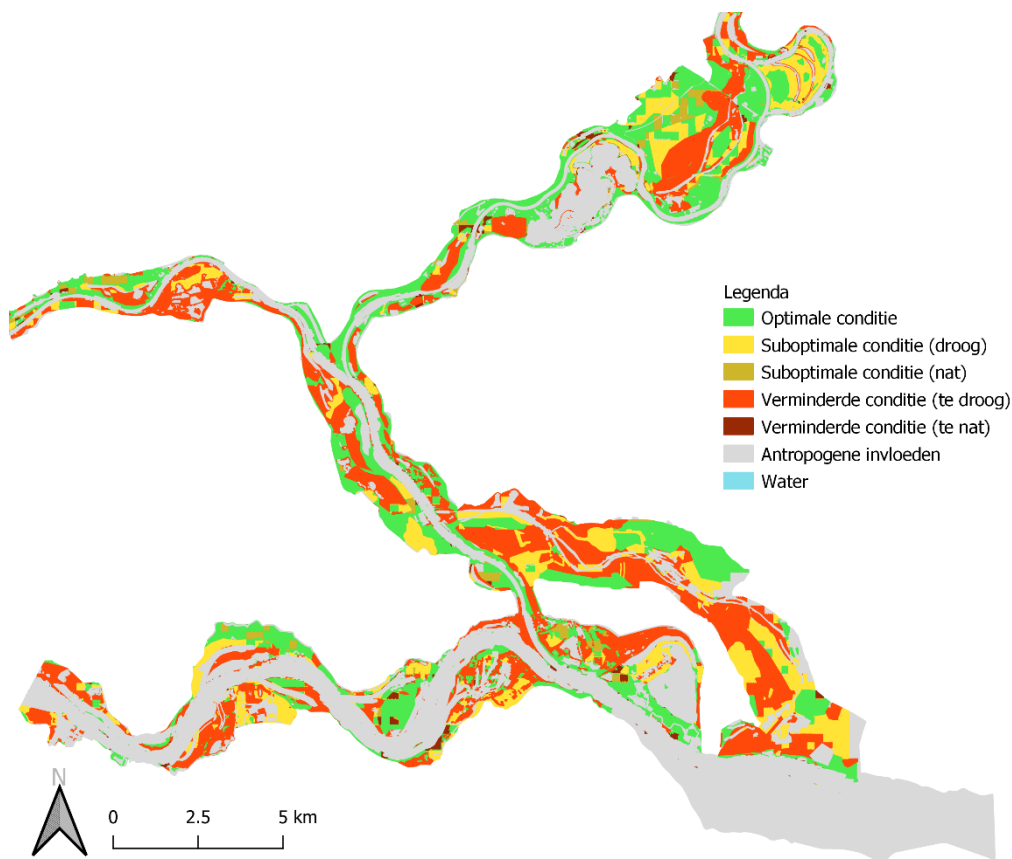 Legenda
Optimale conditie
Suboptimale conditie (droog)
Suboptimale conditie (nat)
Verminderde conditie (te droog)
Verminderde conditie (te nat)
Antropogene invloeden
Water
N
0 2.5 5 km